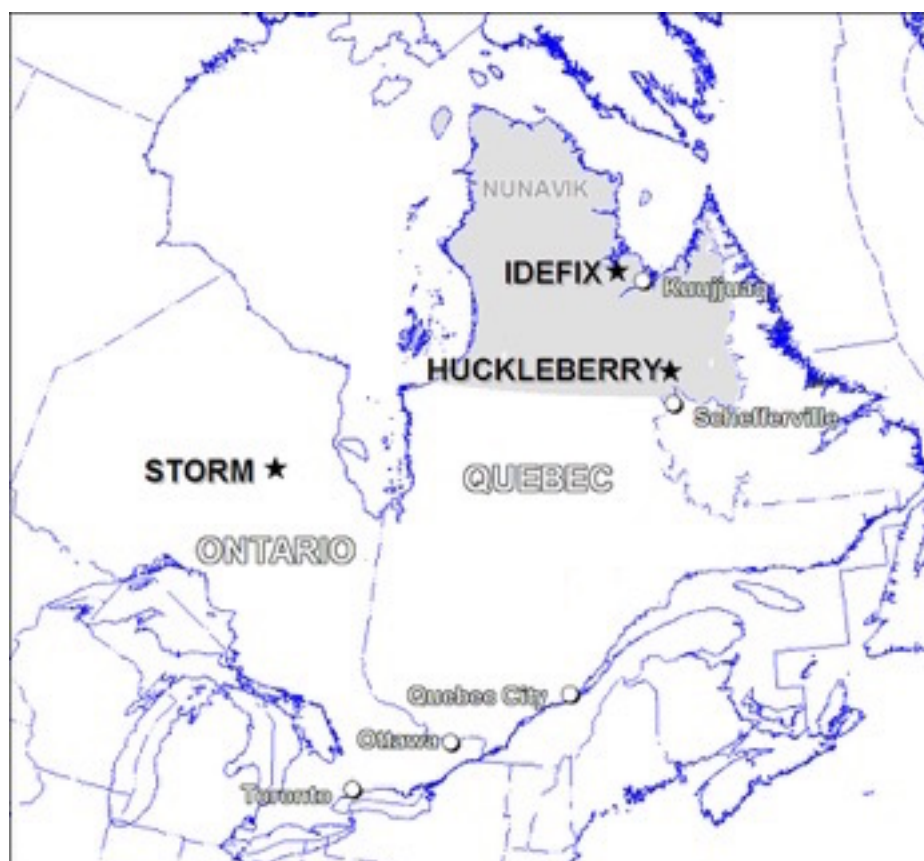 NUNAVIK
IDEFIX
Kuujjuaq
HUCKLEBERRY
Schefferville
STORM
QUEBEC
ONTARIO
Quebec City
Ottawa
Toronto